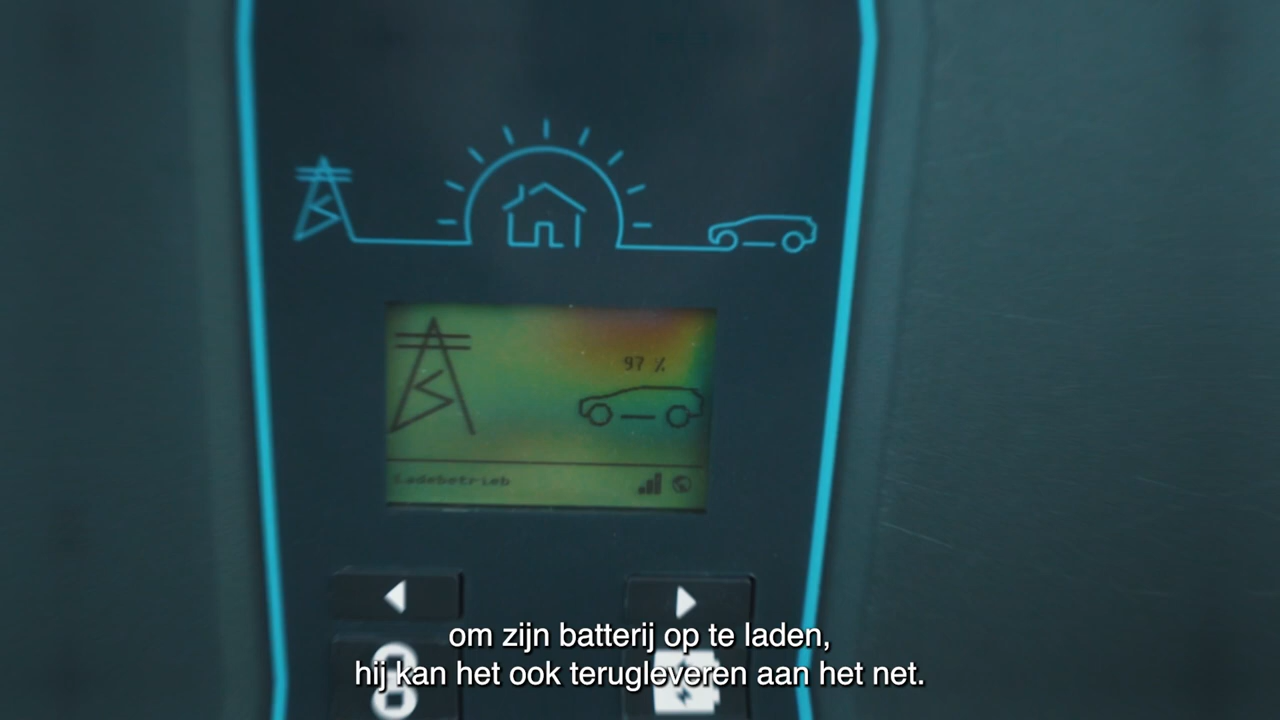 97 %
Ladebetrieb
om zijn batterij op te laden,
hij kan het ook terugleveren aan het net.